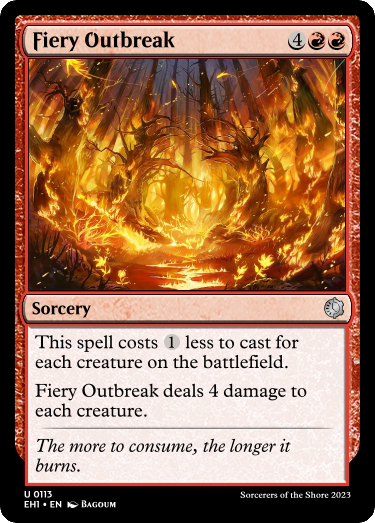 Fiery Outbreak 4
Sorcery
This spell costs 1 less to cast for
each creature on the battlefield.
Fiery Outbreak deals 4 damage to
each creature.
The more to consume, the longer it
burns.
U 0113
EH1 • EN Bagoum
Sorcerers of the Shore 2023